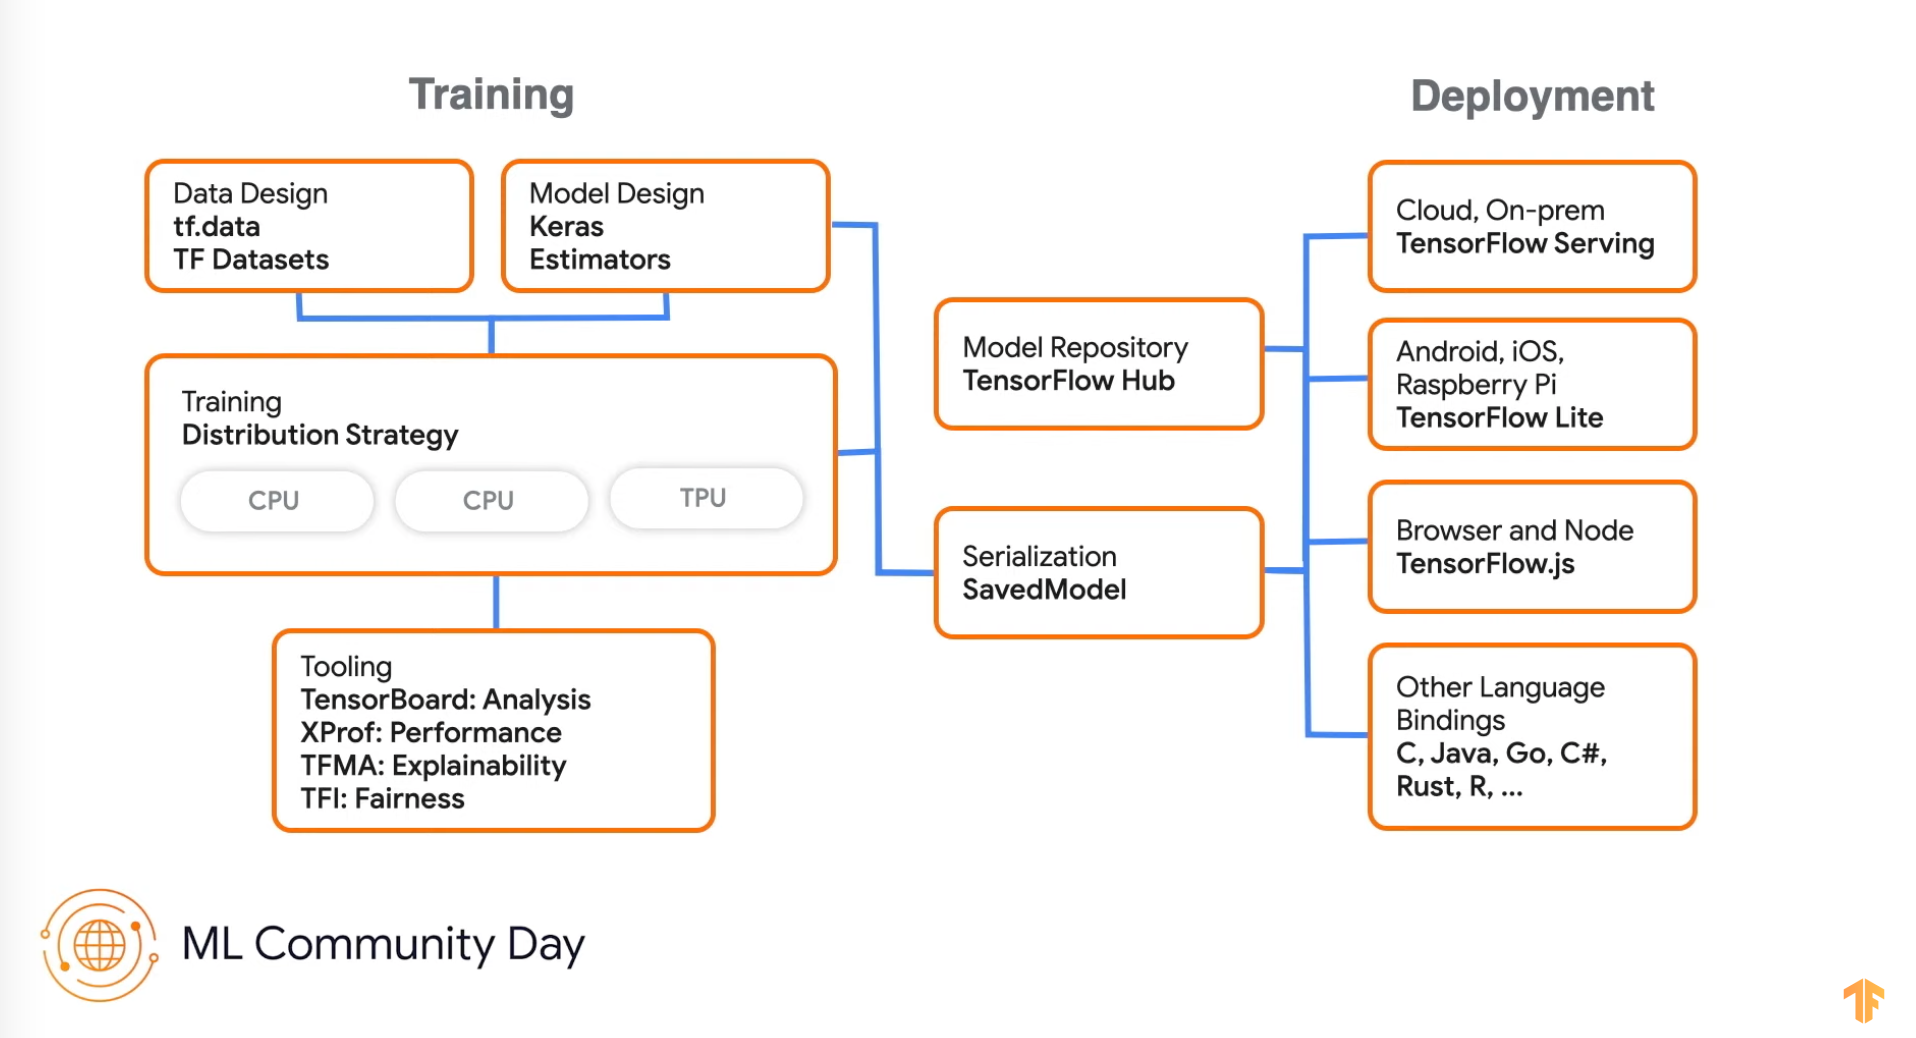 Training
Deployment
Data Design
tf.data
TF Datasets
Model Design
Keras
Estimators
Training
Distribution Strategy
CPU
CPU
TPU
Tooling
TensorBoard: Analysis
XProf: Performance
TFMA: Explainability
TFI: Fairness
Model Repository
TensorFlow Hub
Serialization
SavedModel
Cloud, On-prem
TensorFlow Serving
Android, iOS,
Raspberry Pi
TensorFlow Lite
Browser and Node
TensorFlow.js
Other Language
Bindings
C, Java, Go, C#,
Rust, R, ...
ML Community Day